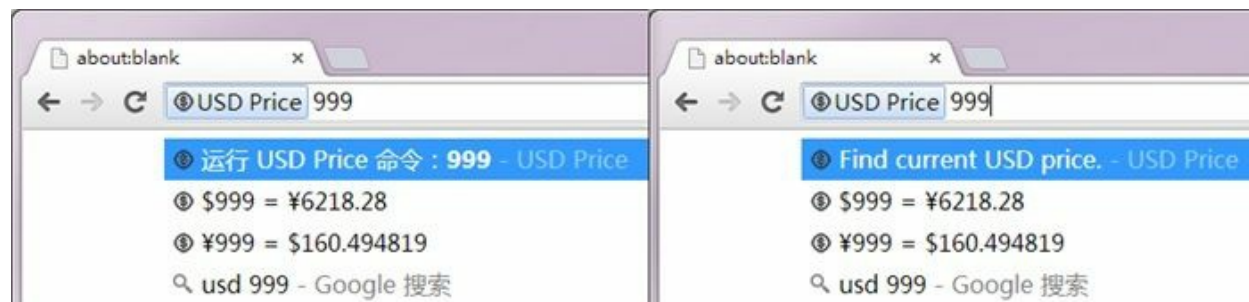 about:blank
USD Price 999
运行 USD Price 命令：999 - USD Price
$999 = ¥6218.28
¥999 = $160.494819
usd 999 - Google 搜索
about:blank
USD Price 999
Find current USD price. - USD Price
$999 = ¥6218.28
¥999 = $160.494819
usd 999 - Google 搜索